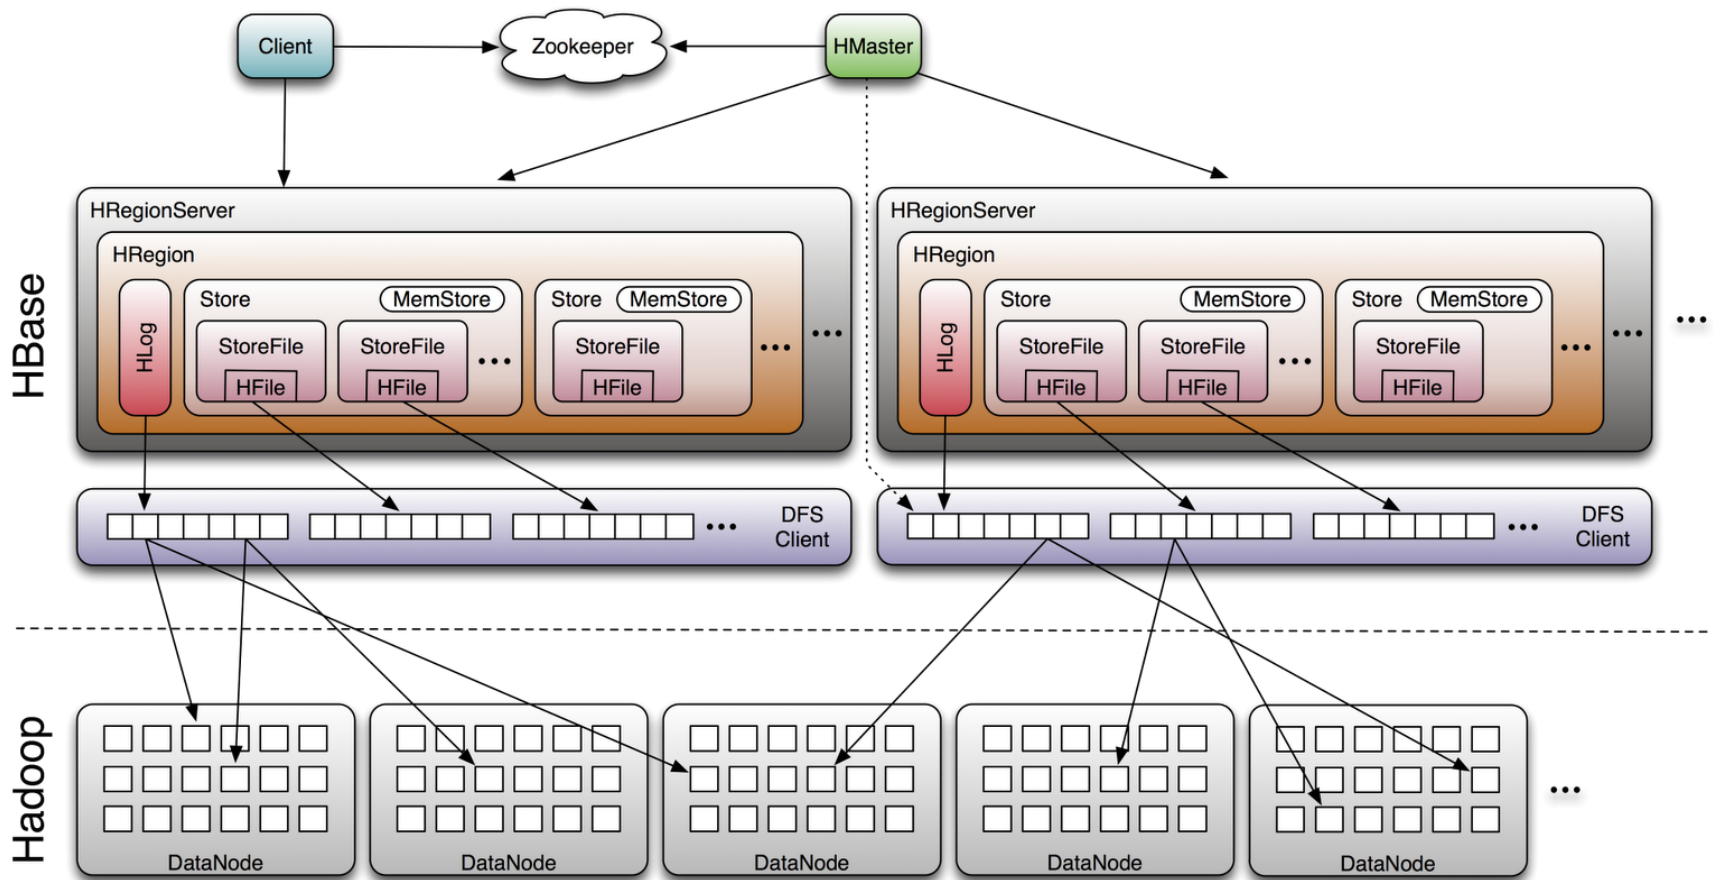 Client
Zookeeper
HMaster
HBase
HRegionServer
HRegion
HLog
Store
MemStore
StoreFile
HFile
StoreFile
HFile
...
Store
MemStore
StoreFile
HFile
...
...
HRegionServer
HRegion
HLog
Store
MemStore
StoreFile
HFile
StoreFile
HFile
...
Store
MemStore
StoreFile
HFile
...
...
...
...
DFS
Client
...
DFS
Client
Hadoop
DataNode
DataNode
DataNode
DataNode
DataNode
...